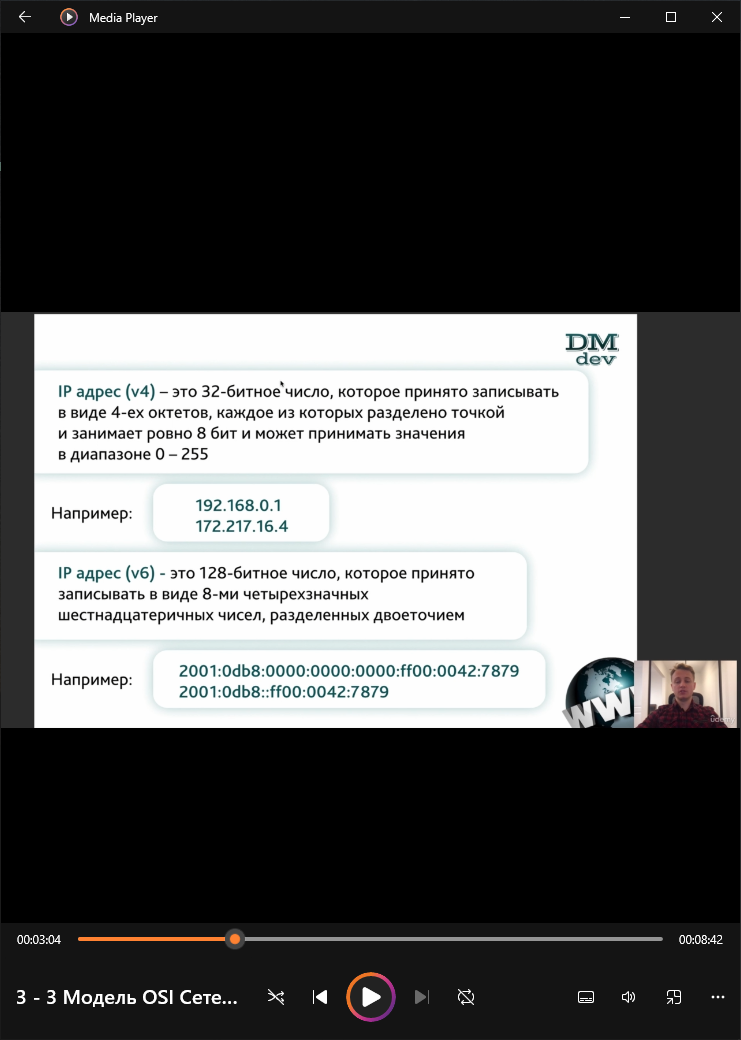 Media Player
DM
dev
IP адрес (v4) – это 32-битное число, которое принято записывать
в виде 4-ех октетов, каждое из которых разделено точкой
и занимает ровно 8 бит и может принимать значения
в диапазоне 0 – 255
Например:
192.168.0.1
172.217.16.4
IP адрес (v6) - это 128-битное число, которое принято
записывать в виде 8-ми четырехзначных
шестнадцатеричных чисел, разделенных двоеточием
Например:
2001:0db8:0000:0000:0000:ff00:0042:7879
2001:0db8::ff00:0042:7879
WW
ûdemy
00:03:04
00:08:42
3 - 3 Модель OSI Сете...